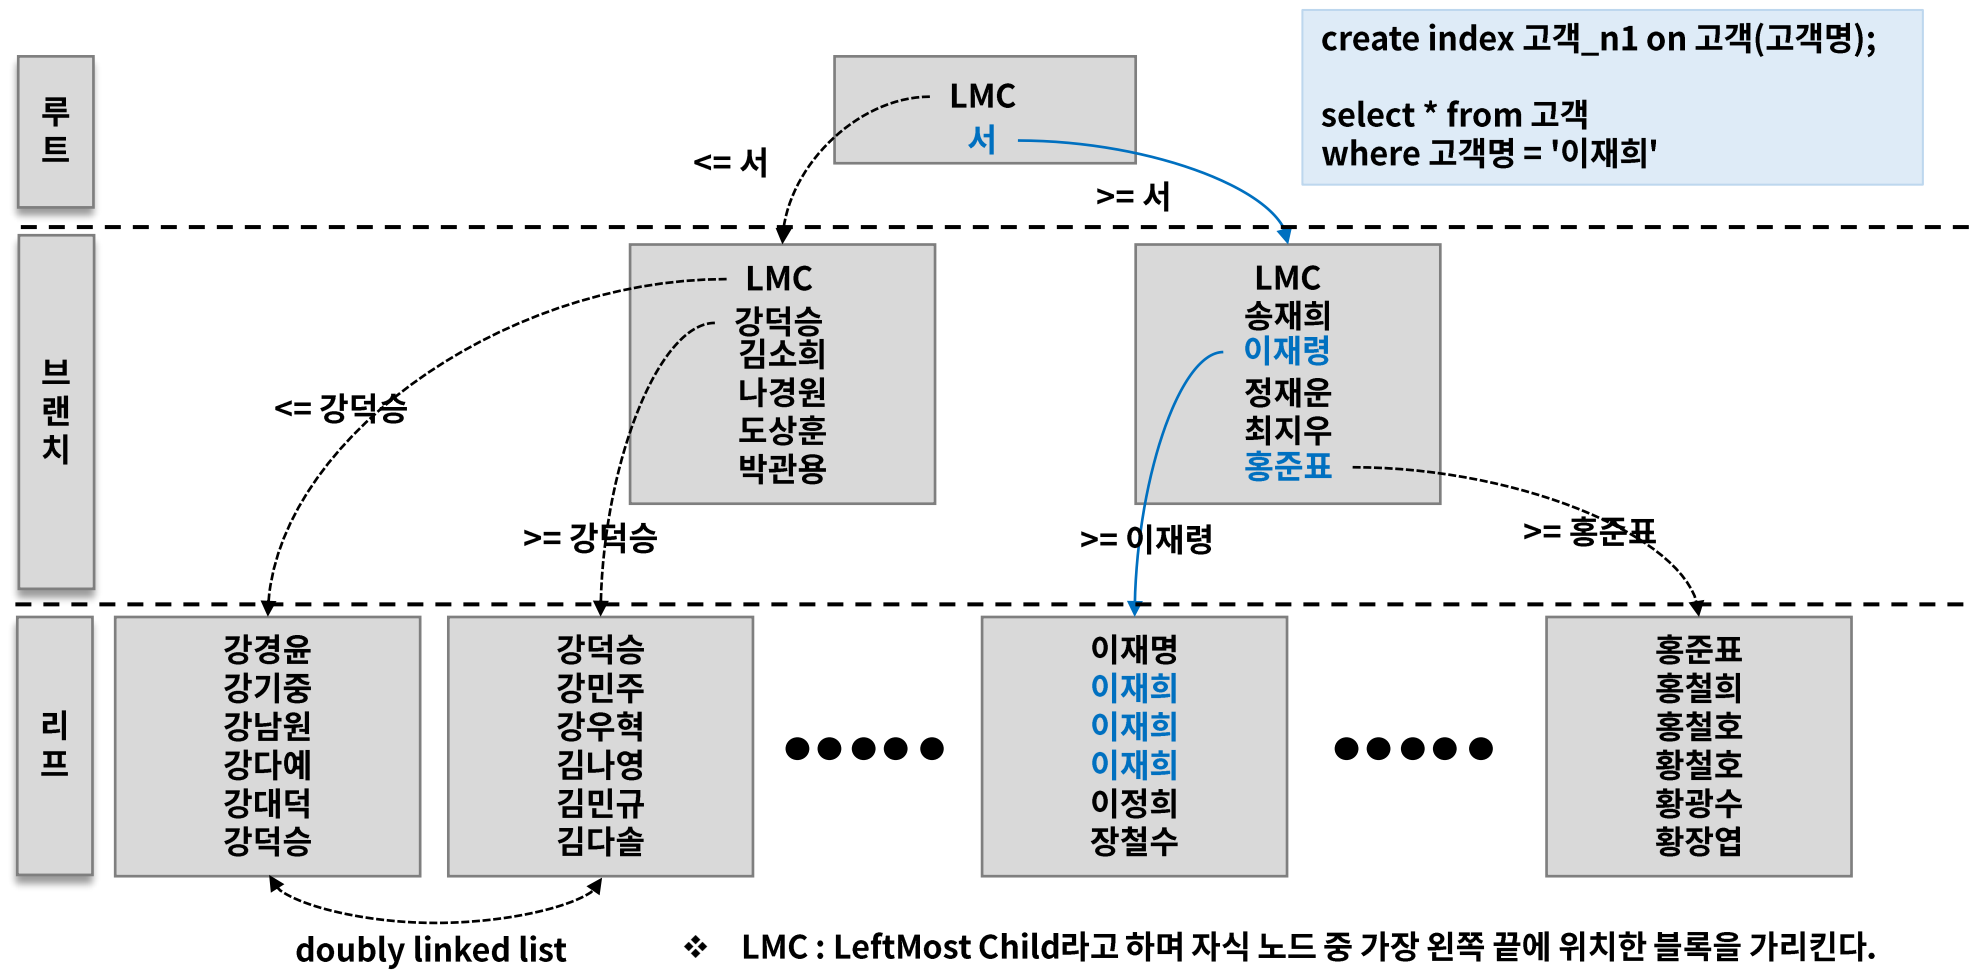 create index 고객_n1 on 고객(고객명);
select * from 고객
where 고객명 = '이재희'
루
트
LMC
서
<= 서
>= 서
브
랜
치
LMC
강덕승
김소희
나경원
도상훈
박관용
LMC
송재희
이재령
정재운
최지우
홍준표
<= 강덕승
>= 강덕승
>= 이재령
>= 홍준표
리
프
강경윤
강기중
강남원
강다예
강대덕
강덕승
강덕승
강민주
강우혁
김나영
김민규
김다솔
●●●●●
이재명
이재희
이재희
이재희
이정희
장철수
●●●●●
홍준표
홍철희
홍철호
황철호
황광수
황장엽
doubly linked list
❖ LMC : LeftMost Child라고 하며 자식 노드 중 가장 왼쪽 끝에 위치한 블록을 가리킨다.